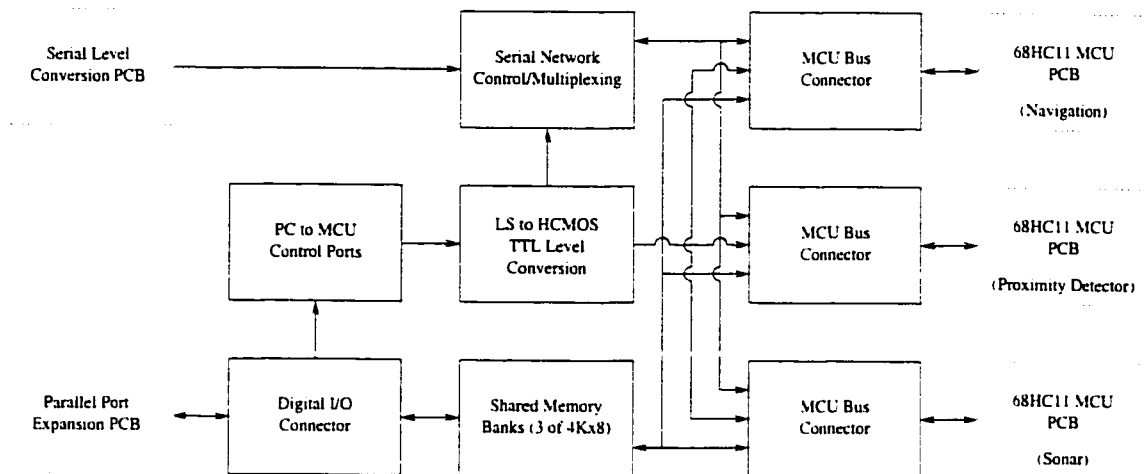 Serial Level
Conversion PCB
Serial Network
Control/Multiplexing
MCU Bus
Connector
68HC11 MCU
PCB
(Navigation)
PC to MCU
Control Ports
LS to HCMOS
TTL Level
Conversion
MCU Bus
Connector
68HC11 MCU
PCB
(Proximity Detector)
Parallel Port
Expansion PCB
Digital I/O
Connector
Shared Memory
Banks (3 of 4Kx8)
MCU Bus
Connector
68HC11 MCU
PCB
(Sonar)